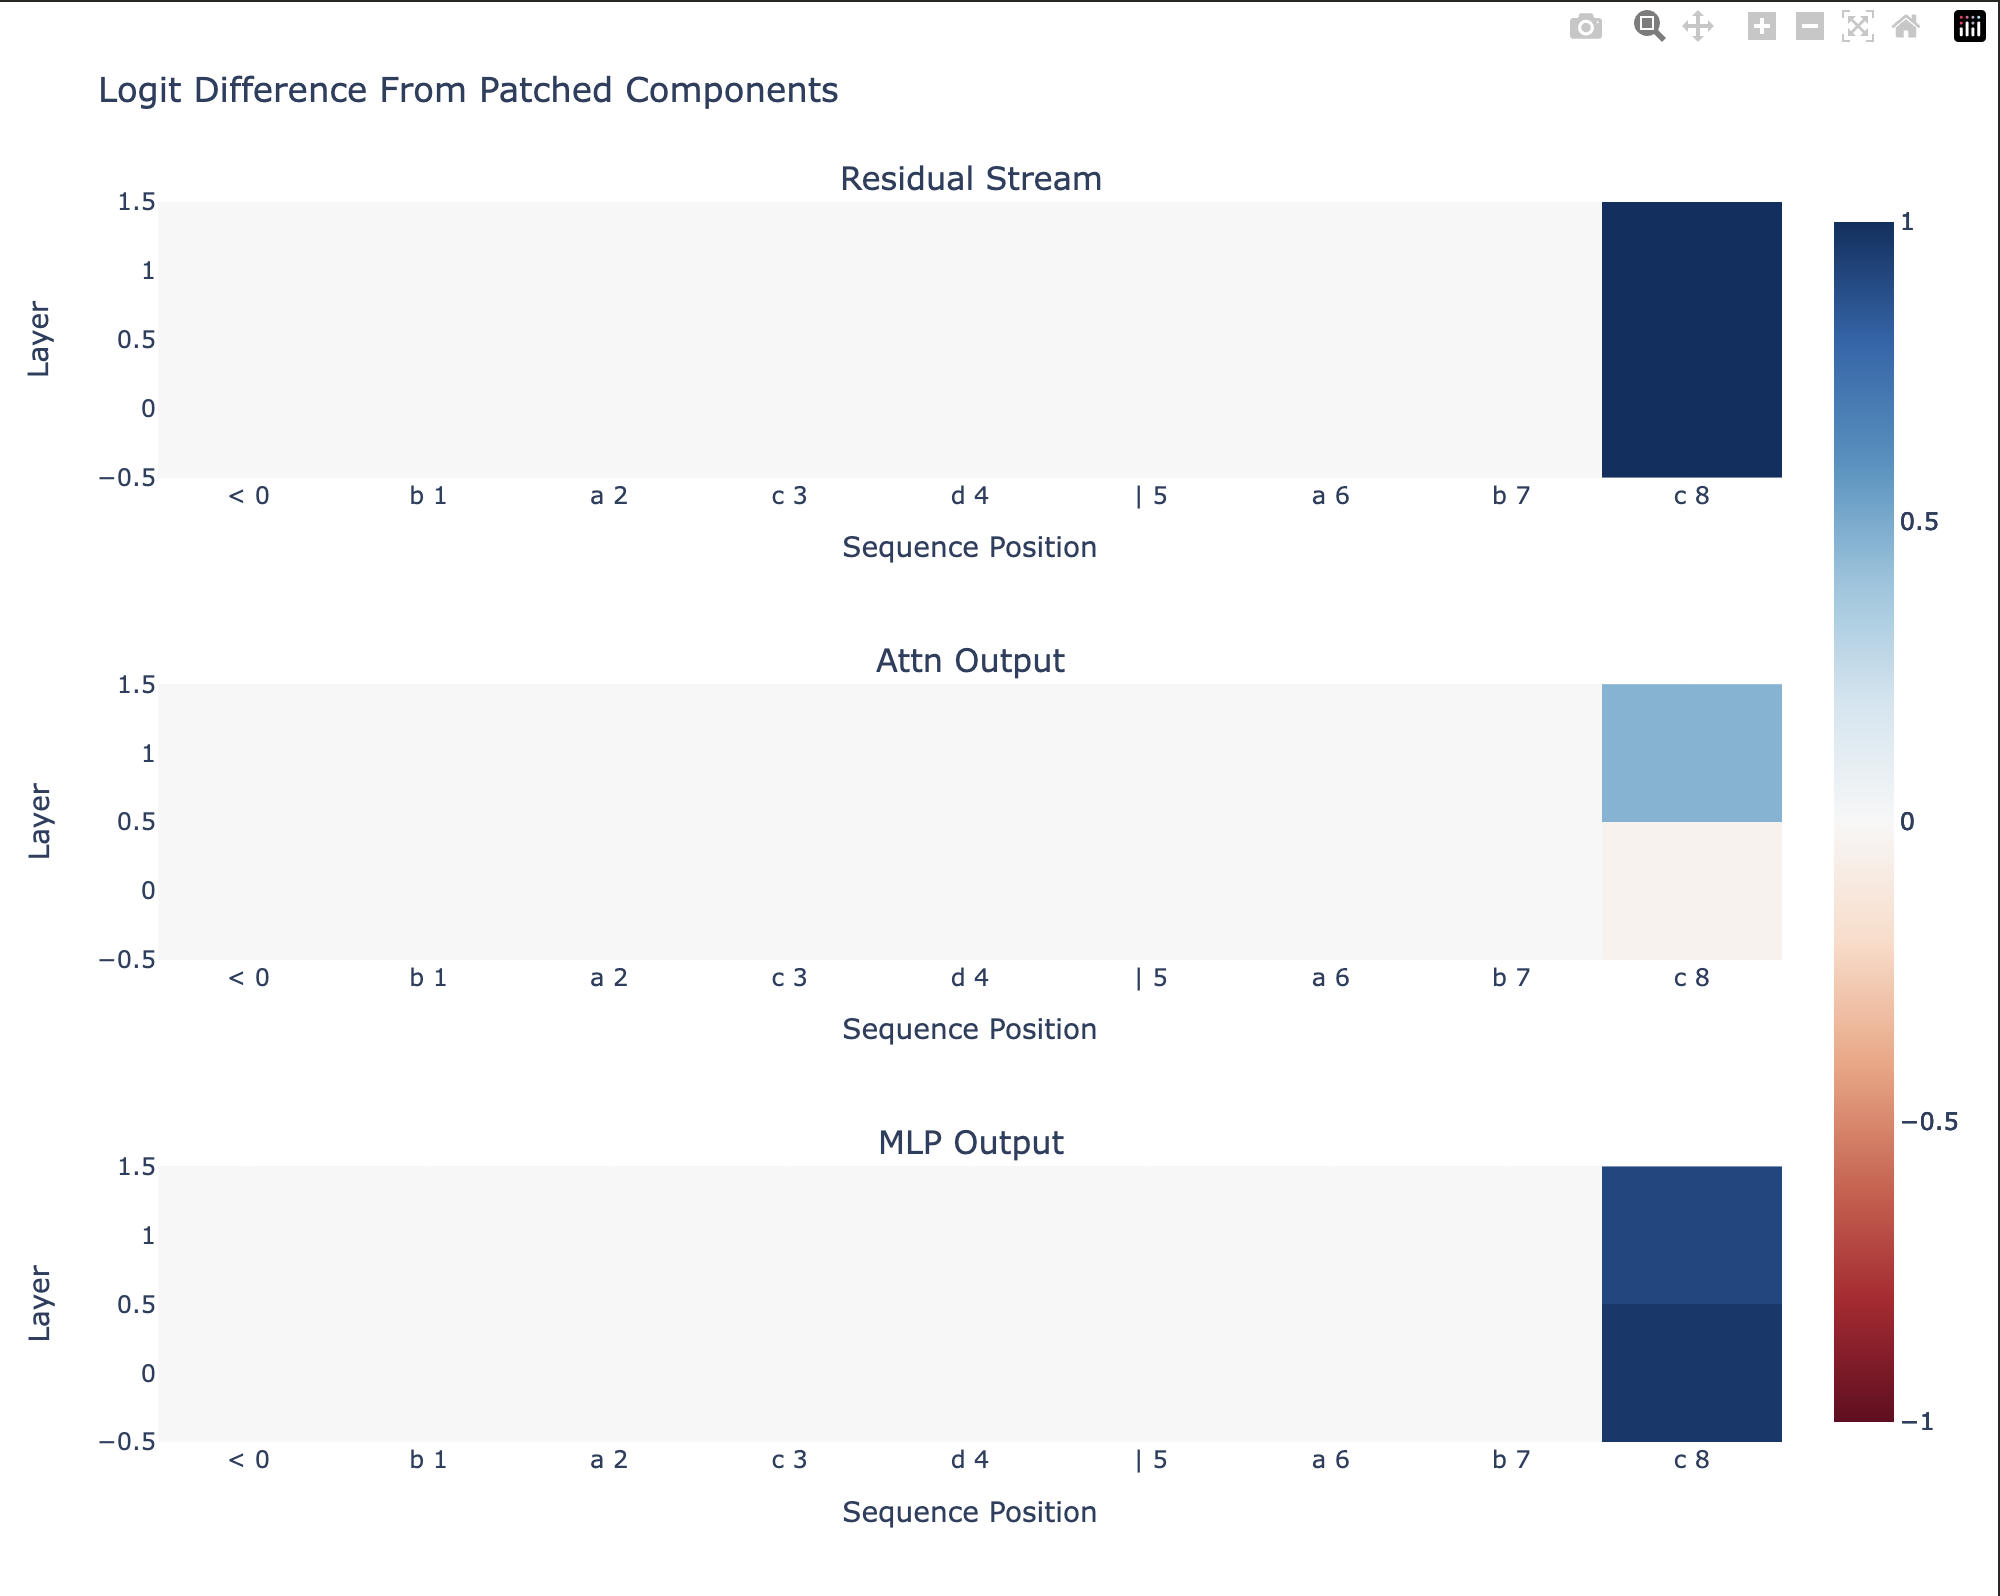 Logit Difference From Patched Components
Residual Stream
1.5
1
0.5
0
−0.5
Layer
< 0 b 1 a 2 c 3 d 4 | 5 a 6 b 7 c 8
Sequence Position
Attn Output
1.5
1
0.5
0
−0.5
Layer
< 0 b 1 a 2 c 3 d 4 | 5 a 6 b 7 c 8
Sequence Position
MLP Output
1.5
1
0.5
0
−0.5
Layer
< 0 b 1 a 2 c 3 d 4 | 5 a 6 b 7 c 8
Sequence Position
1
0.5
0
−0.5
−1